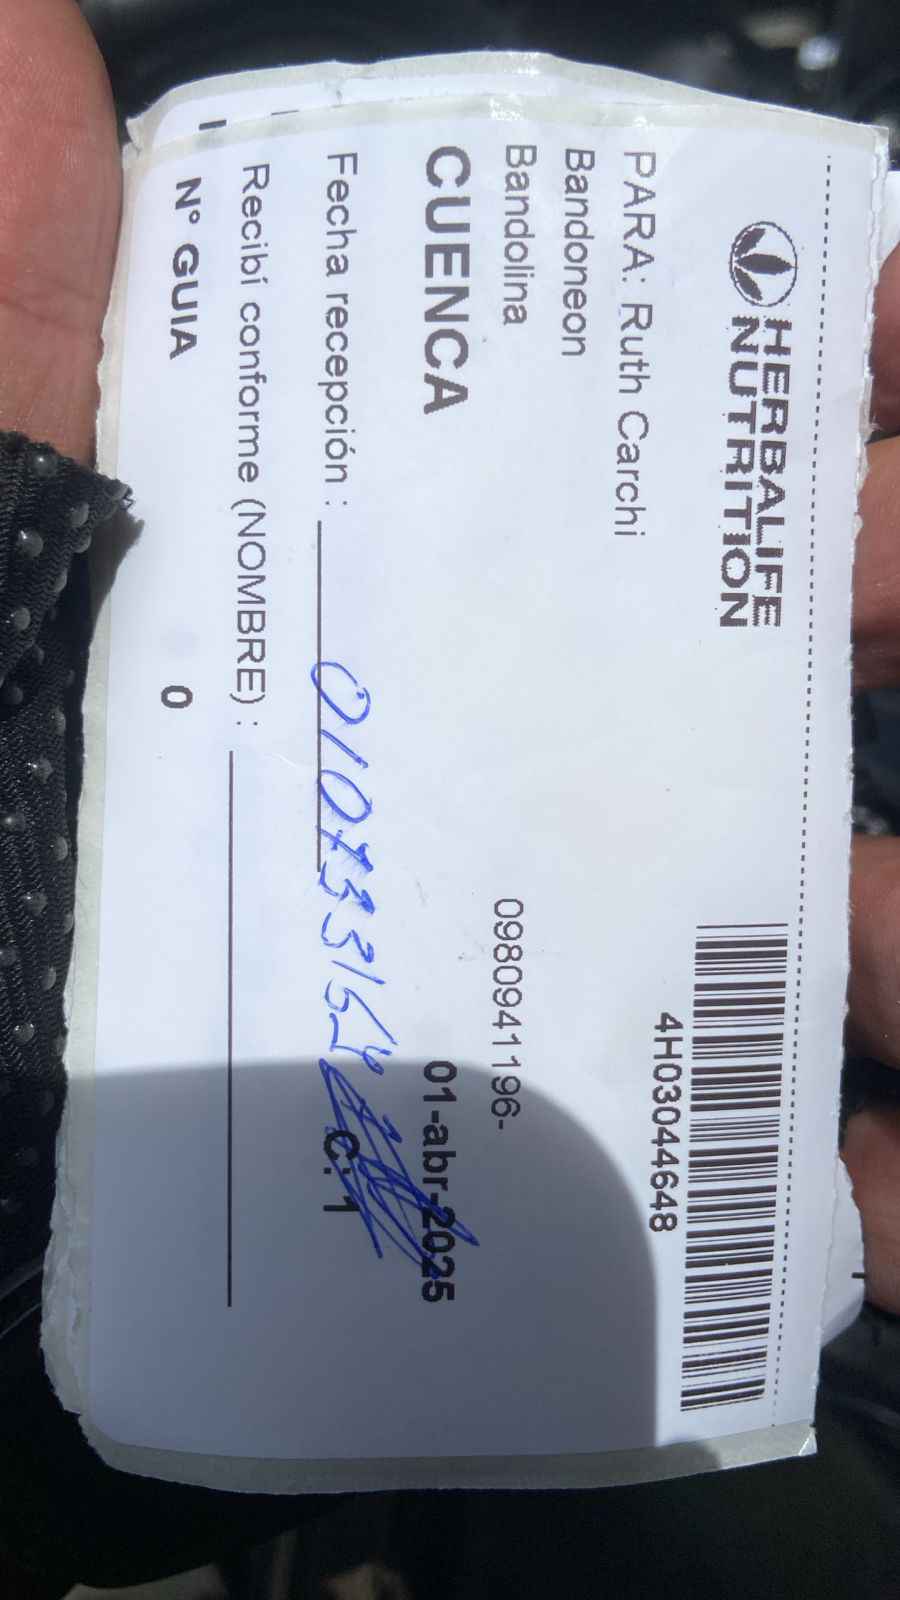 HERBALIFE
NUTRITION
4H03044648
PARA: Ruth Carchi
Bandoneon
Bandolina
0980941196-
CUENCA
01-abr-2025
Fecha recepción :
C: 1
Recibí conforme (NOMBRE) :
N° GUIA 0